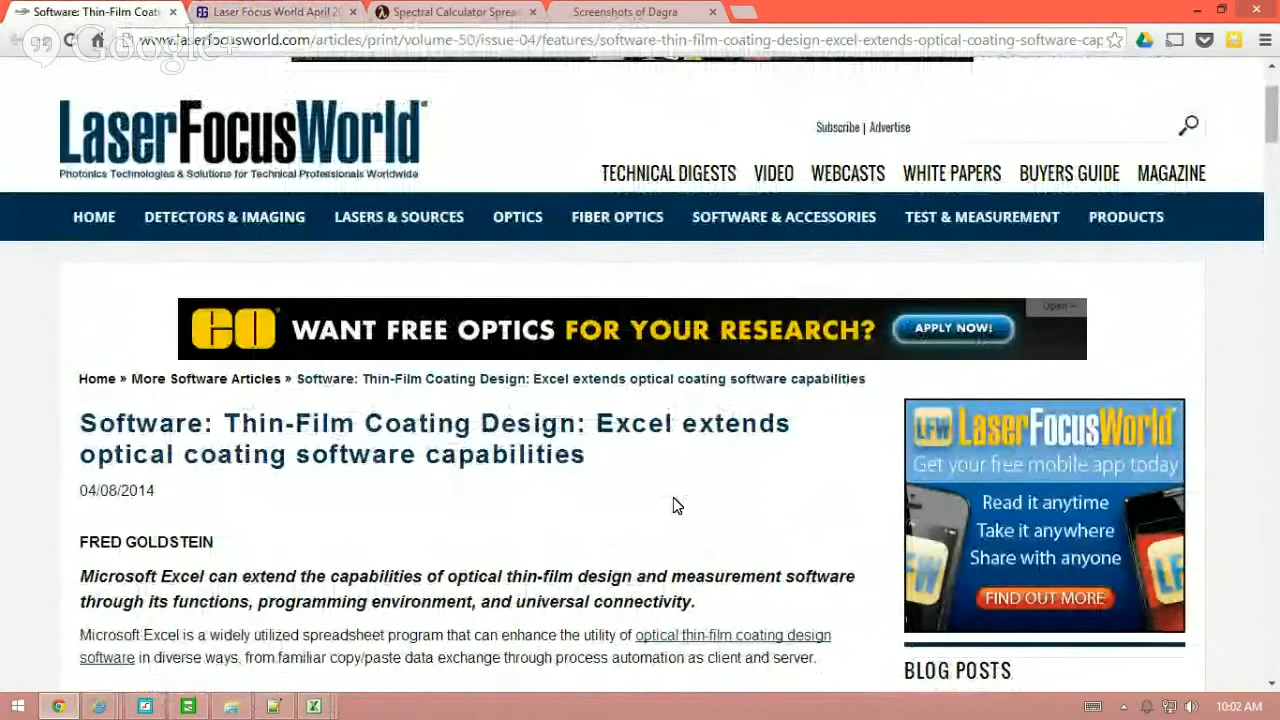 Software: Thin-Film Coati
Laser Focus World April 20
Spectral Calculator Sprea
Screenshots of Dagra
Google+
www.laserfocusworld.com/articles/print/volume-50/issue-04/features/software-thin-film-coating-design-excel-extends-optical-coating-software-cap
LaserFocusWorld
Photonics Technologies & Solutions for Technical Professionals Worldwide
Subscribe | Advertise
TECHNICAL DIGESTS VIDEO WEBCASTS WHITE PAPERS BUYERS GUIDE MAGAZINE
HOME DETECTORS & IMAGING LASERS & SOURCES OPTICS FIBER OPTICS SOFTWARE & ACCESSORIES TEST & MEASUREMENT PRODUCTS
Open
EO WANT FREE OPTICS FOR YOUR RESEARCH? APPLY NOW!
Home » More Software Articles » Software: Thin-Film Coating Design: Excel extends optical coating software capabilities
Software: Thin-Film Coating Design: Excel extends
optical coating software capabilities
04/08/2014
FRED GOLDSTEIN
Microsoft Excel can extend the capabilities of optical thin-film design and measurement software
through its functions, programming environment, and universal connectivity.
Microsoft Excel is a widely utilized spreadsheet program that can enhance the utility of optical thin-film coating design
software in diverse ways, from familiar copy/paste data exchange through process automation as client and server.
LFW LaserFocusWorld
Get your free mobile app today
Read it anytime
Take it anywhere
Share with anyone
FIND OUT MORE
BLOG POSTS
10:02 AM